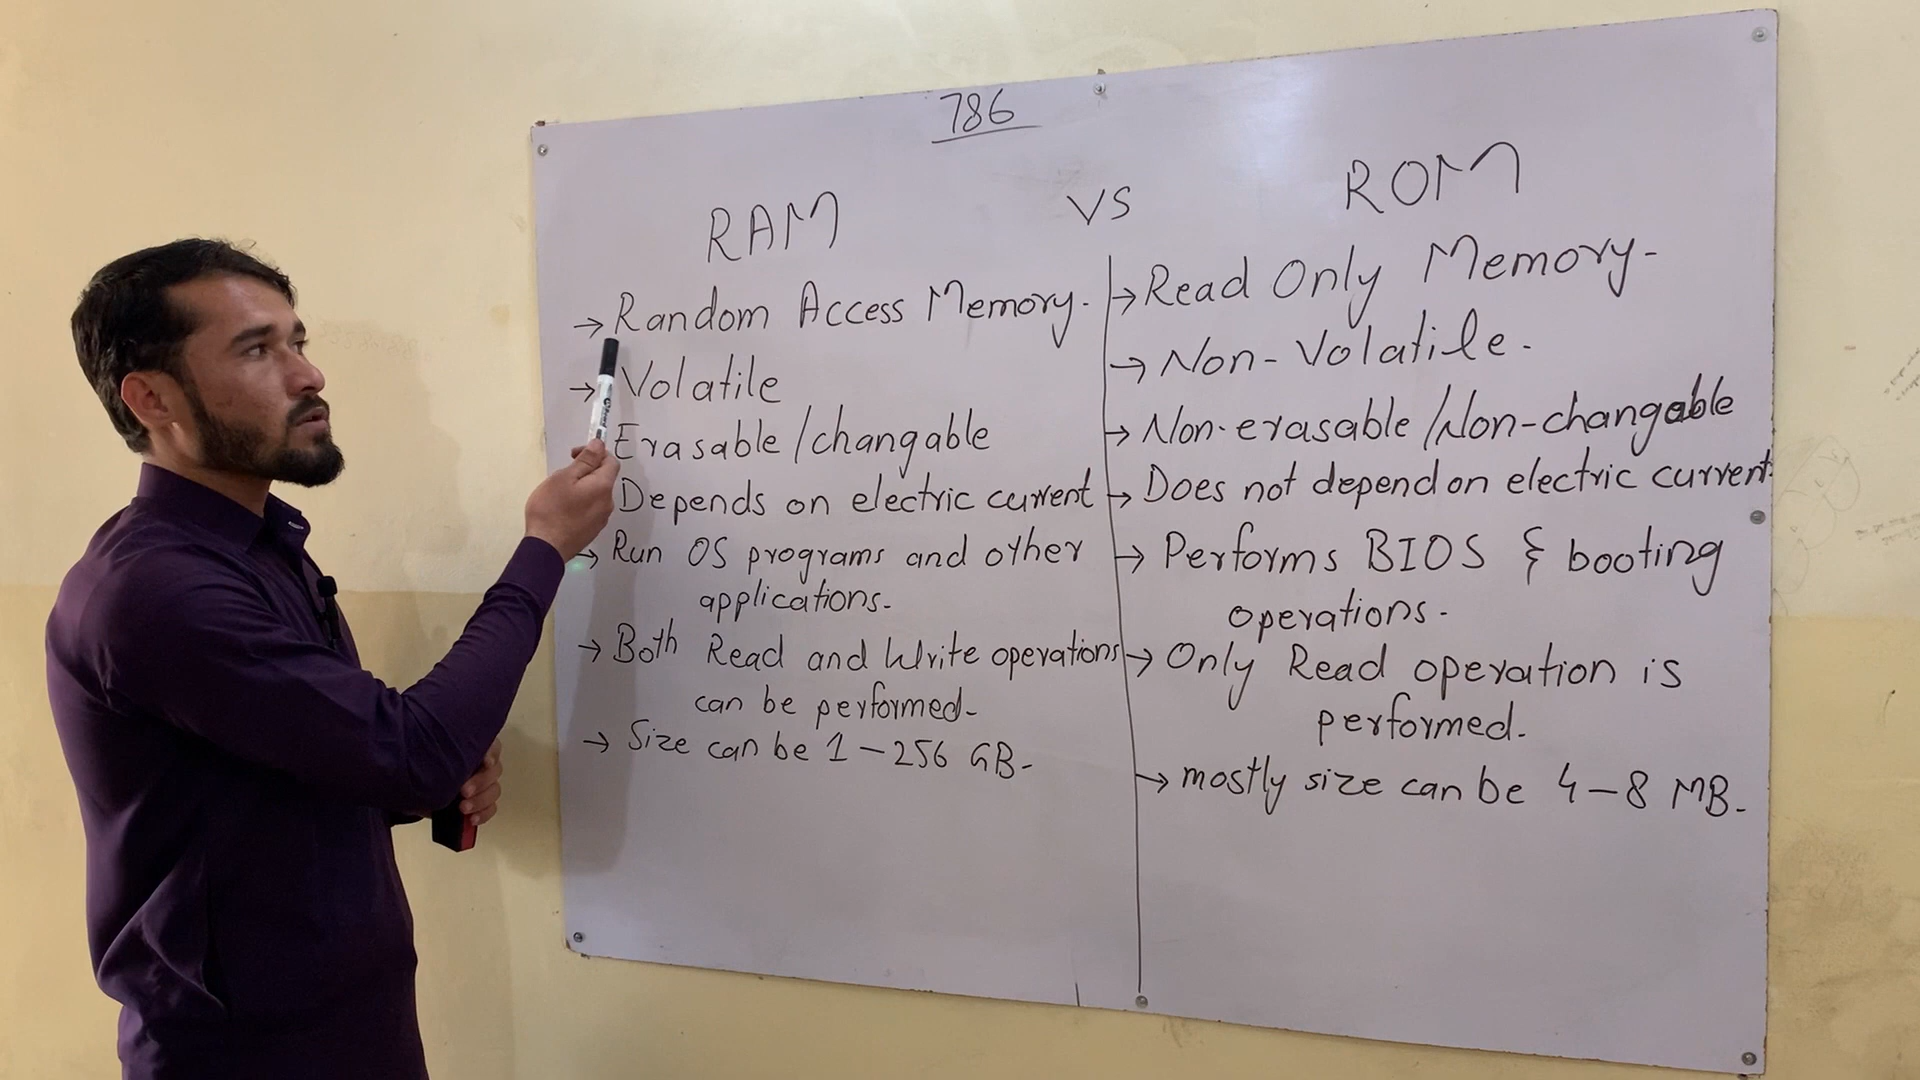 786
RAM VS ROM
→ Random Access Memory.
→ Volatile
Erasable/changable
Depends on electric current
→ Run OS programs and other
applications.
→ Both Read and Write operations
can be performed.
→ Size can be 1 – 256 GB.
→ Read Only Memory.
→ Non-Volatile.
→ Non-erasable/Non-changable
→ Does not depend on electric current.
→ Performs BIOS & booting
operations.
→ Only Read operation is
performed.
→ mostly size can be 4 – 8 MB.